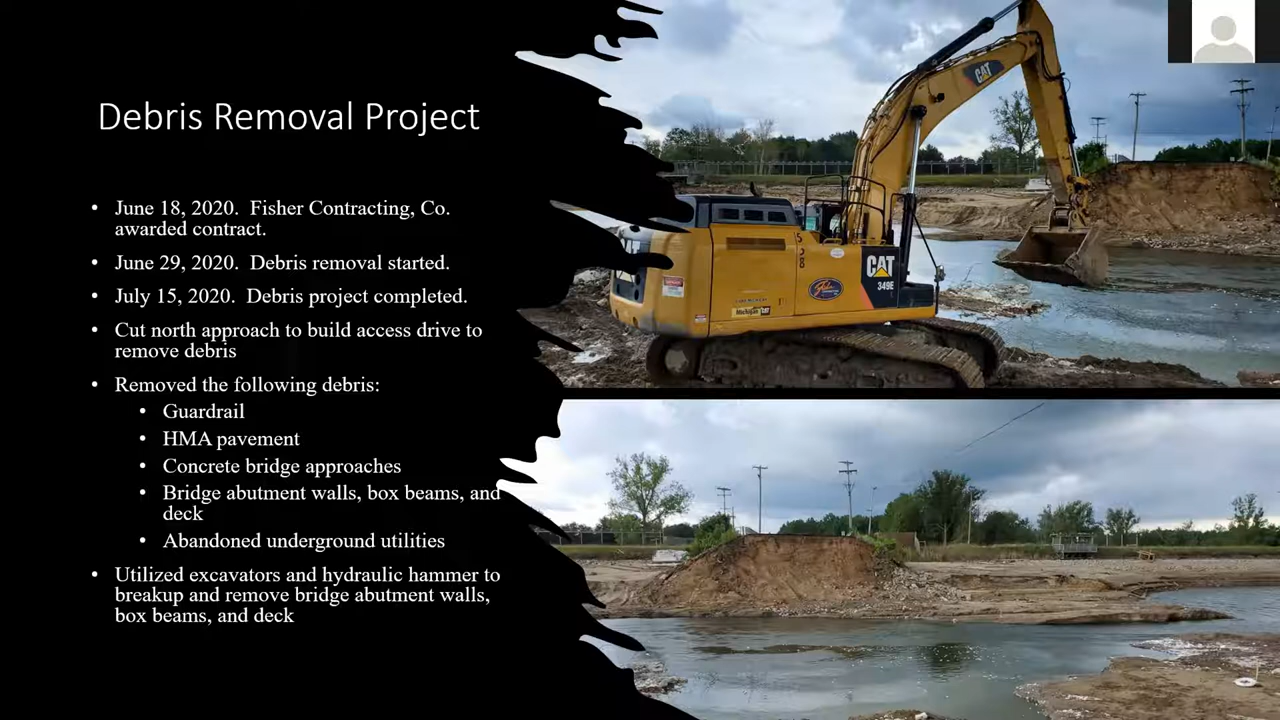 Debris Removal Project
• June 18, 2020. Fisher Contracting, Co.
awarded contract.
• June 29, 2020. Debris removal started.
• July 15, 2020. Debris project completed.
• Cut north approach to build access drive to
remove debris
• Removed the following debris:
• Guardrail
• HMA pavement
• Concrete bridge approaches
• Bridge abutment walls, box beams, and
deck
• Abandoned underground utilities
• Utilized excavators and hydraulic hammer to
breakup and remove bridge abutment walls,
box beams, and deck
CAT
CAT
349E
Michigan CAT